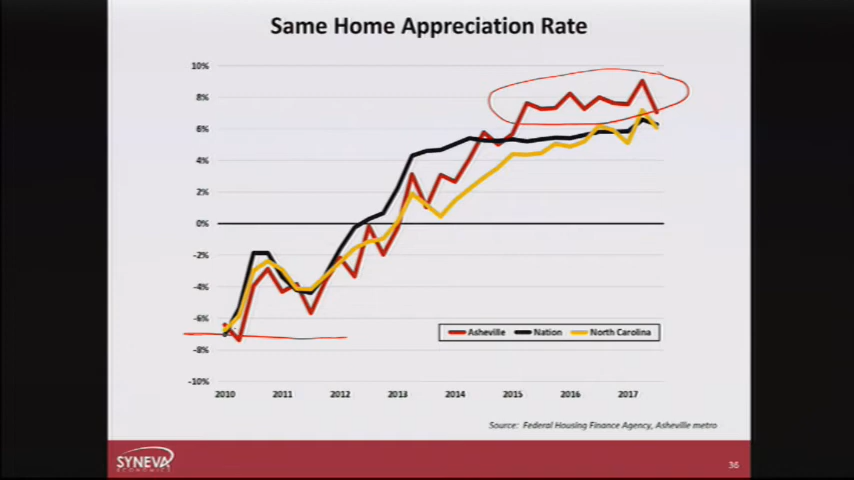 Same Home Appreciation Rate
10%
8%
6%
4%
2%
0%
-2%
-4%
-6%
-8%
-10%
2010 2011 2012 2013 2014 2015 2016 2017
Asheville Nation North Carolina
Source: Federal Housing Finance Agency, Asheville metro
SYNEVA
ECONOMICS
36